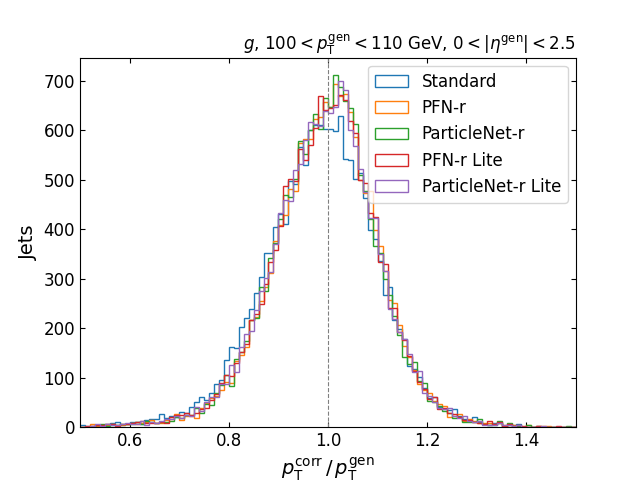 g, 100 < p_T^gen < 110 GeV, 0 < |η^gen| < 2.5
Standard
PFN-r
ParticleNet-r
PFN-r Lite
ParticleNet-r Lite
Jets
700
600
500
400
300
200
100
0
0.6 0.8 1.0 1.2 1.4
p_T^corr / p_T^gen